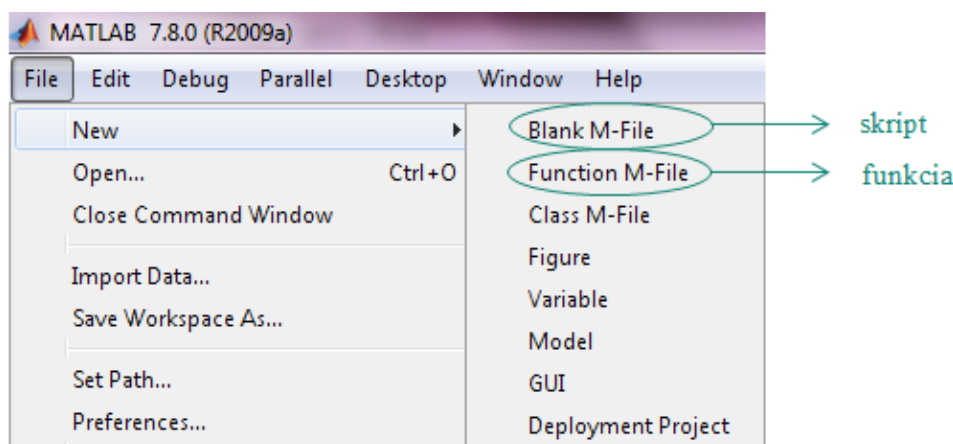 MATLAB 7.8.0 (R2009a)
File Edit Debug Parallel Desktop Window Help
New
Open... Ctrl+O
Close Command Window
Import Data...
Save Workspace As...
Set Path...
Preferences...
Blank M-File
Function M-File
Class M-File
Figure
Variable
Model
GUI
Deployment Project
skript
funkcia